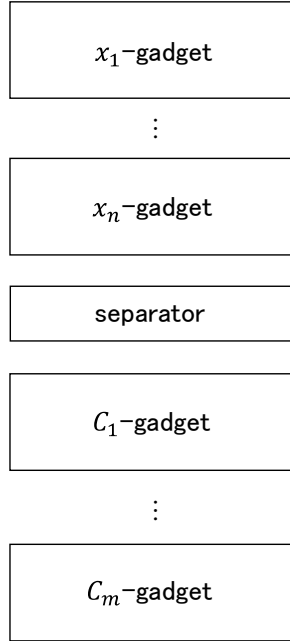 x₁-gadget
⋮
xₙ-gadget
separator
C₁-gadget
⋮
Cₘ-gadget